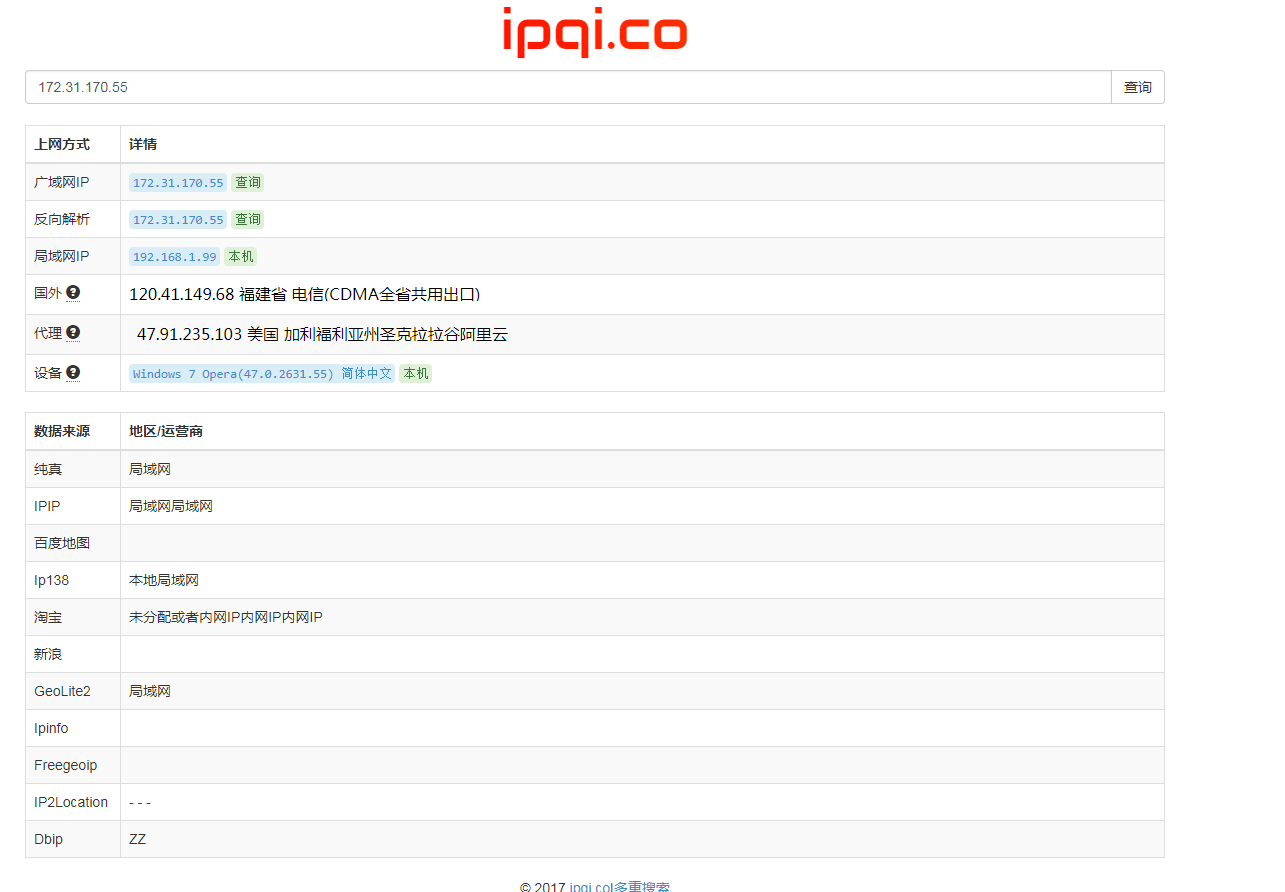 ipqi.co
172.31.170.55 查询
上网方式 详情
广域网IP 172.31.170.55 查询
反向解析 172.31.170.55 查询
局域网IP 192.168.1.99 本机
国外 ? 120.41.149.68 福建省 电信(CDMA全省共用出口)
代理 ? 47.91.235.103 美国 加利福利亚州圣克拉拉谷阿里云
设备 ? Windows 7 Opera(47.0.2631.55) 简体中文 本机
数据来源 地区/运营商
纯真 局域网
IPIP 局域网局域网
百度地图
Ip138 本地局域网
淘宝 未分配或者内网IP内网IP内网IP
新浪
GeoLite2 局域网
Ipinfo
Freegeoip
IP2Location - - -
Dbip ZZ
© 2017 ipqi.co|多重搜索